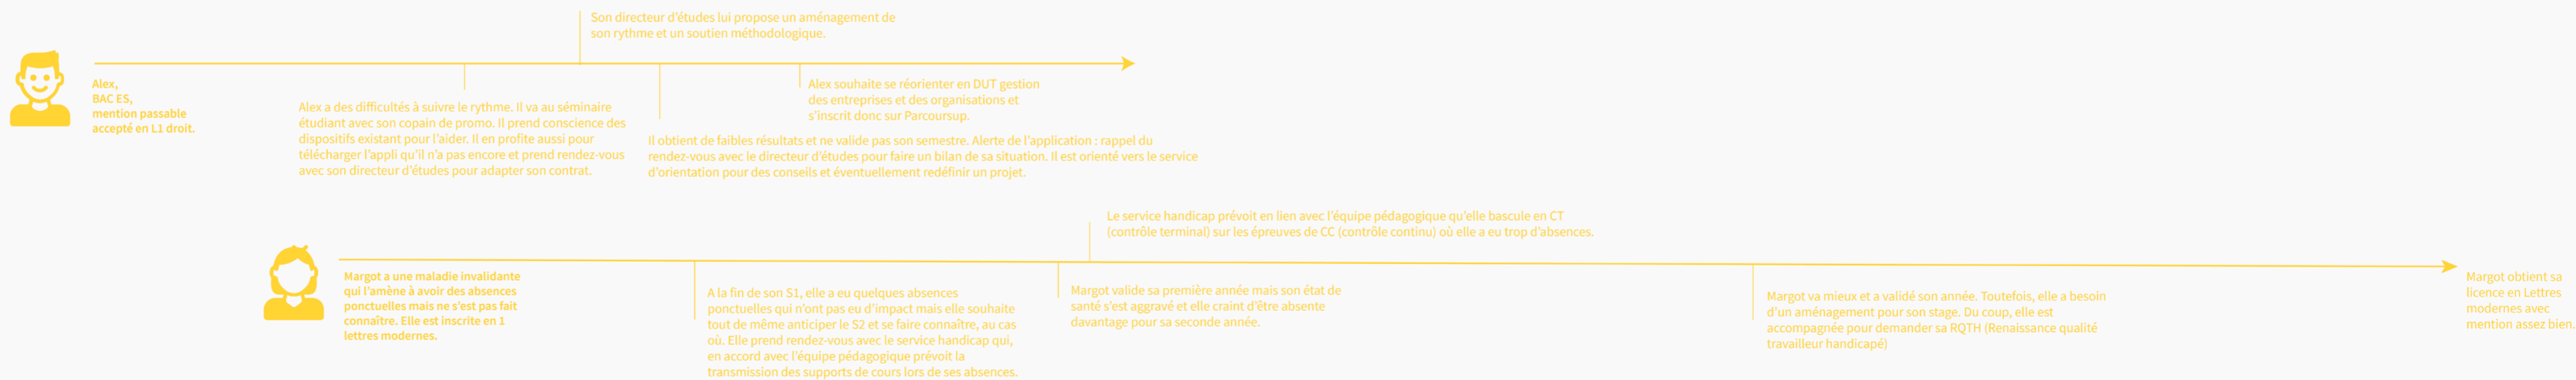 Son directeur d'études lui propose un aménagement de
son rythme et un soutien méthodologique.
Alex,
BAC ES,
mention passable
accepté en L1 droit.
Alex a des difficultés à suivre le rythme. Il va au séminaire
étudiant avec son copain de promo. Il prend conscience des
dispositifs existant pour l'aider. Il en profite aussi pour
télécharger l'appli qu'il n'a pas encore et prend rendez-vous
avec son directeur d'études pour adapter son contrat.
Il obtient de faibles résultats et ne valide pas son semestre. Alerte de l'application : rappel du
rendez-vous avec le directeur d'études pour faire un bilan de sa situation. Il est orienté vers le service
d'orientation pour des conseils et éventuellement redéfinir un projet.
Alex souhaite se réorienter en DUT gestion
des entreprises et des organisations et
s'inscrit donc sur Parcoursup.
Margot a une maladie invalidante
qui l'amène à avoir des absences
ponctuelles mais ne s'est pas fait
connaître. Elle est inscrite en 1
lettres modernes.
A la fin de son S1, elle a eu quelques absences
ponctuelles qui n'ont pas eu d'impact mais elle souhaite
tout de même anticiper le S2 et se faire connaître, au cas
où. Elle prend rendez-vous avec le service handicap qui,
en accord avec l'équipe pédagogique prévoit la
transmission des supports de cours lors de ses absences.
Margot valide sa première année mais son état de
santé s'est aggravé et elle craint d'être absente
davantage pour sa seconde année.
Le service handicap prévoit en lien avec l'équipe pédagogique qu'elle bascule en CT
(contrôle terminal) sur les épreuves de CC (contrôle continu) où elle a eu trop d'absences.
Margot va mieux et a validé son année. Toutefois, elle a besoin
d'un aménagement pour son stage. Du coup, elle est
accompagnée pour demander sa RQTH (Renaissance qualité
travailleur handicapé)
Margot obtient sa
licence en Lettres
modernes avec
mention assez bien.